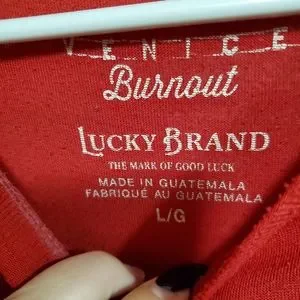 VENICE
Burnout
LUCKY BRAND
THE MARK OF GOOD LUCK
MADE IN GUATEMALA
FABRIQUÉ AU GUATEMALA
L/G